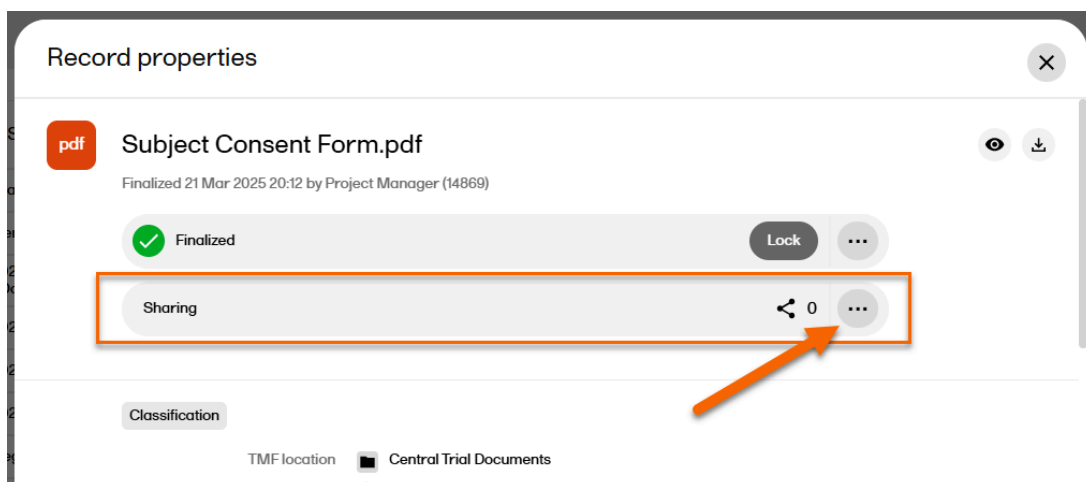 Record properties
pdf
Subject Consent Form.pdf
Finalized 21 Mar 2025 20:12 by Project Manager (14869)
Finalized
Lock
Sharing
0
Classification
TMF location
Central Trial Documents